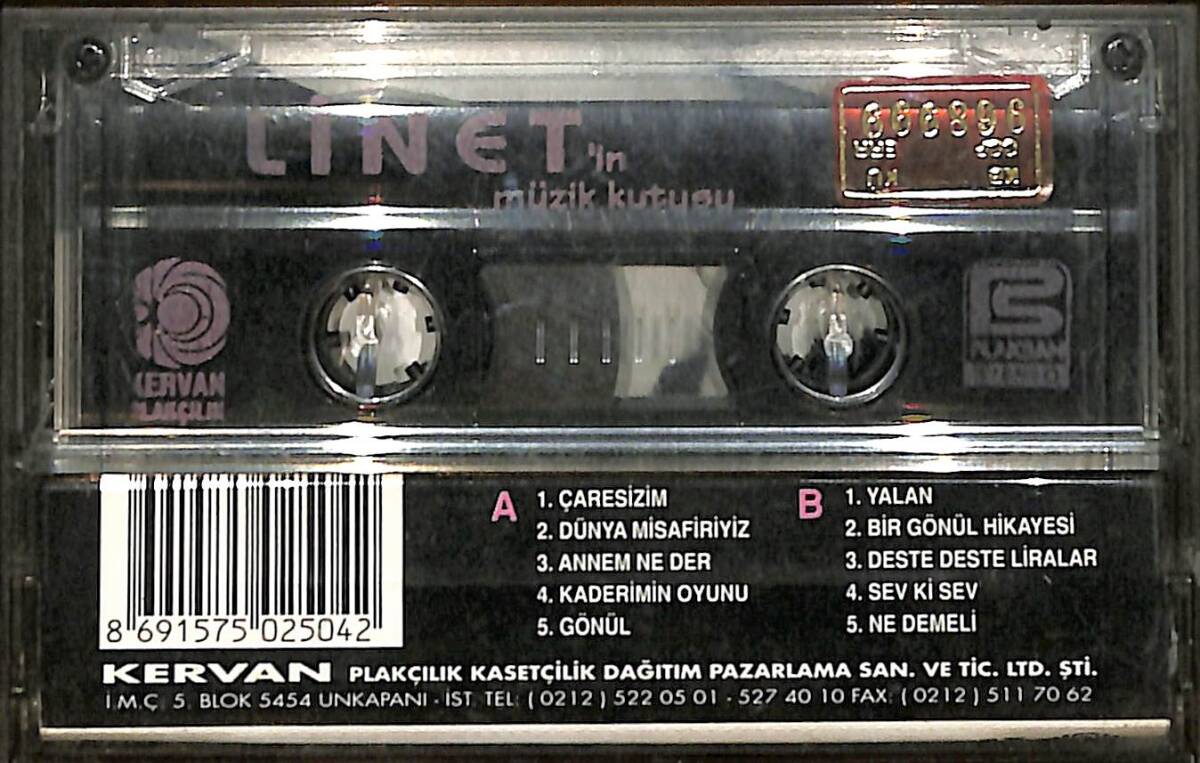 LİNET 'in
müzik kutusu
KERVAN
PLAKÇILIK
PLAKSAN
A
1. ÇARESİZİM
2. DÜNYA MİSAFİRİYİZ
3. ANNEM NE DER
4. KADERİMİN OYUNU
5. GÖNÜL
B
1. YALAN
2. BİR GÖNÜL HİKAYESİ
3. DESTE DESTE LİRALAR
4. SEV Kİ SEV
5. NE DEMELİ
8 691575 025042
KERVAN PLAKÇILIK KASETÇİLİK DAĞITIM PAZARLAMA SAN. VE TİC. LTD. ŞTİ.
İ.M.Ç. 5. BLOK 5454 UNKAPANI - İST. TEL: (0212) 522 05 01 - 527 40 10 FAX: (0212) 511 70 62